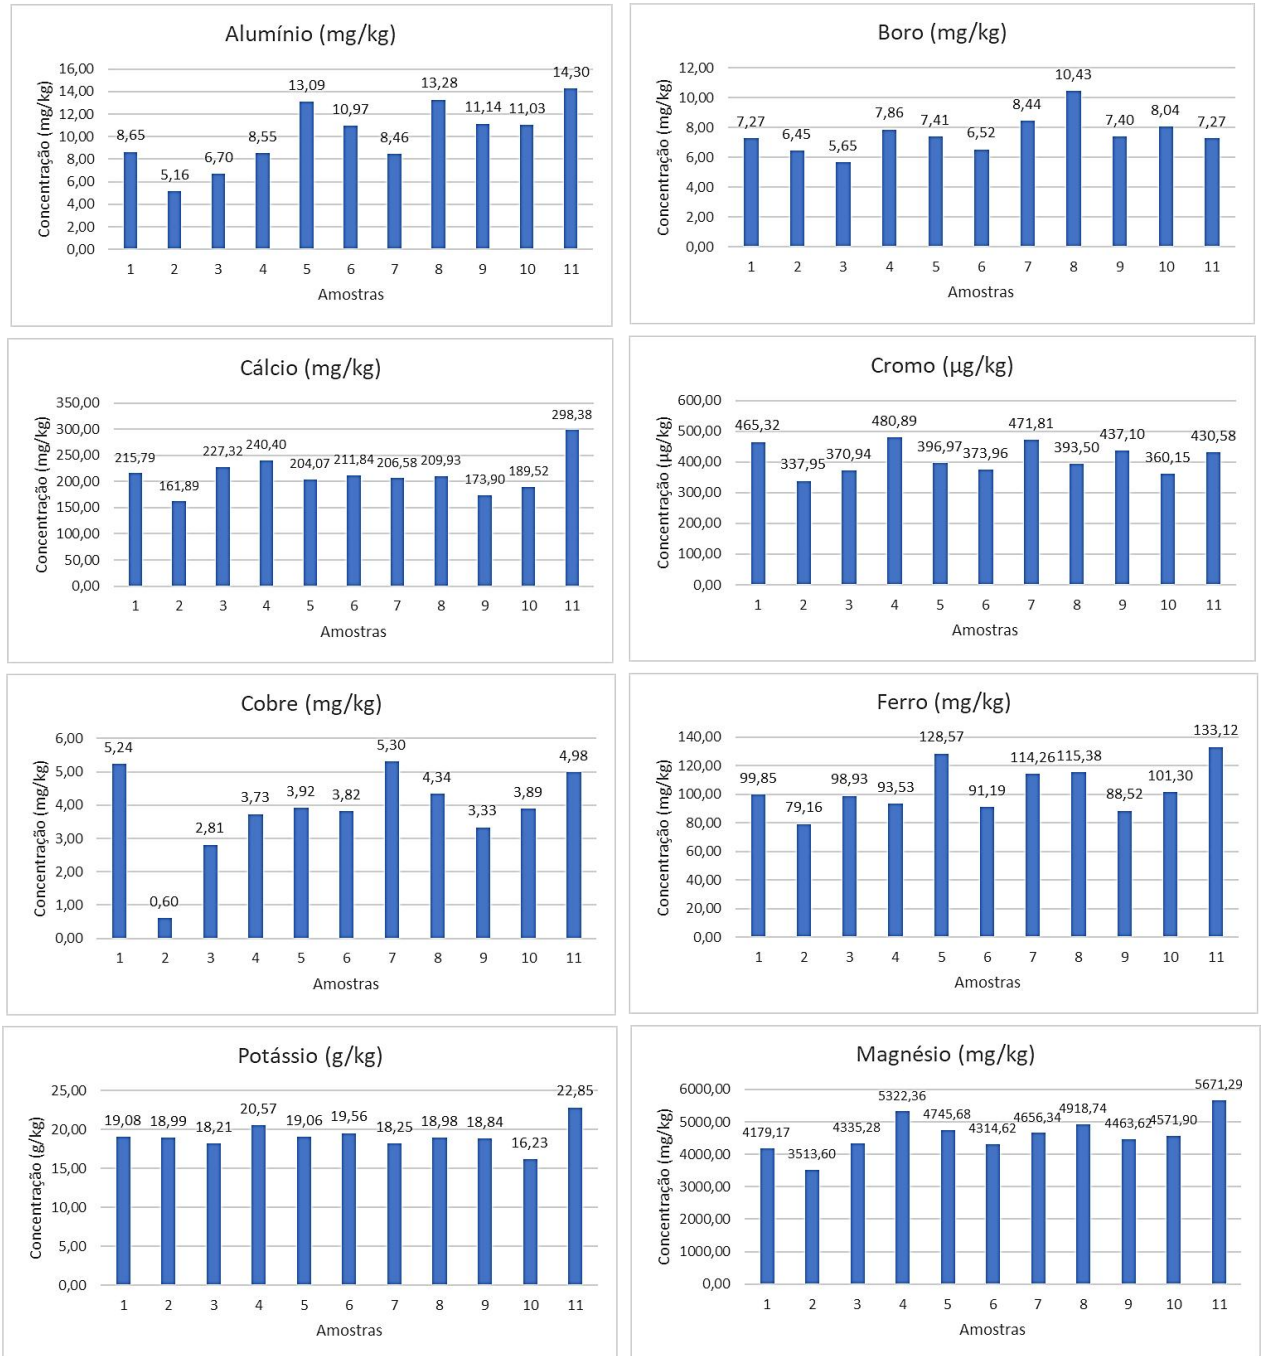 Alumínio (mg/kg)
Concentração (mg/kg)
16,00
14,00
12,00
10,00
8,00
6,00
4,00
2,00
0,00
8,65 5,16 6,70 8,55 13,09 10,97 8,46 13,28 11,14 11,03 14,30
1 2 3 4 5 6 7 8 9 10 11
Amostras
Boro (mg/kg)
Concentração (mg/kg)
12,00
10,00
8,00
6,00
4,00
2,00
0,00
7,27 6,45 5,65 7,86 7,41 6,52 8,44 10,43 7,40 8,04 7,27
1 2 3 4 5 6 7 8 9 10 11
Amostras
Cálcio (mg/kg)
Concentração (mg/kg)
350,00
300,00
250,00
200,00
150,00
100,00
50,00
0,00
215,79 161,89 227,32 240,40 204,07 211,84 206,58 209,93 173,90 189,52 298,38
1 2 3 4 5 6 7 8 9 10 11
Amostras
Cromo (µg/kg)
Concentração (µg/kg)
600,00
500,00
400,00
300,00
200,00
100,00
0,00
465,32 337,95 370,94 480,89 396,97 373,96 471,81 393,50 437,10 360,15 430,58
1 2 3 4 5 6 7 8 9 10 11
Amostras
Cobre (mg/kg)
Concentração (mg/kg)
6,00
5,00
4,00
3,00
2,00
1,00
0,00
5,24 0,60 2,81 3,73 3,92 3,82 5,30 4,34 3,33 3,89 4,98
1 2 3 4 5 6 7 8 9 10 11
Amostras
Ferro (mg/kg)
Concentração (mg/kg)
140,00
120,00
100,00
80,00
60,00
40,00
20,00
0,00
99,85 79,16 98,93 93,53 128,57 91,19 114,26 115,38 88,52 101,30 133,12
1 2 3 4 5 6 7 8 9 10 11
Amostras
Potássio (g/kg)
Concentração (g/kg)
25,00
20,00
15,00
10,00
5,00
0,00
19,08 18,99 18,21 20,57 19,06 19,56 18,25 18,98 18,84 16,23 22,85
1 2 3 4 5 6 7 8 9 10 11
Amostras
Magnésio (mg/kg)
Concentração (mg/kg)
6000,00
5000,00
4000,00
3000,00
2000,00
1000,00
0,00
4179,17 3513,60 4335,28 5322,36 4745,68 4314,62 4656,34 4918,74 4463,62 4571,90 5671,29
1 2 3 4 5 6 7 8 9 10 11
Amostras